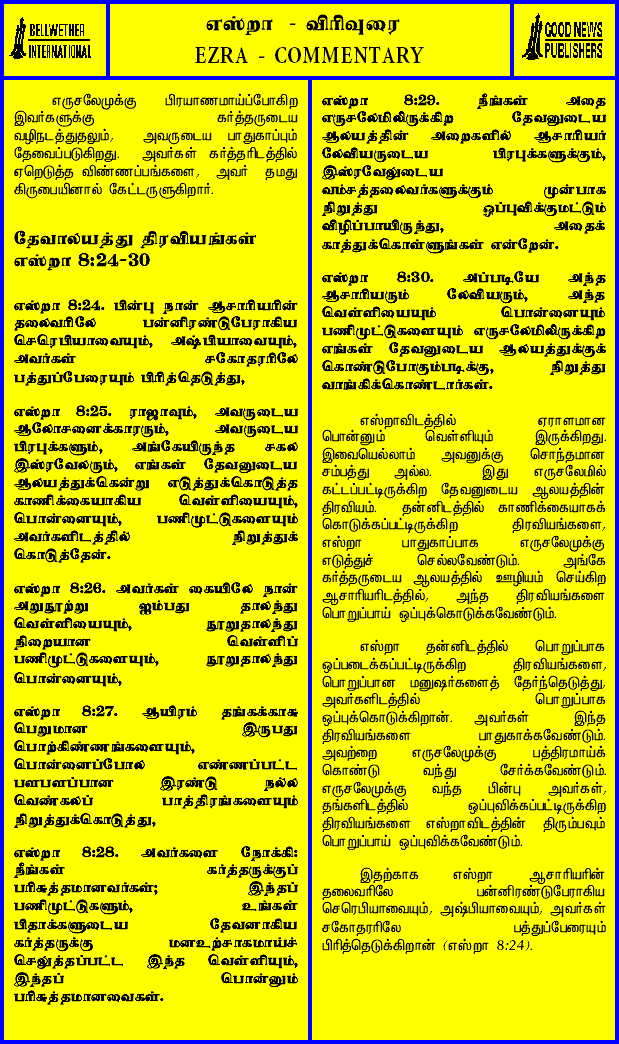 BELLWETHER
INTERNATIONAL
எஸ்றா - விரிவுரை
EZRA - COMMENTARY
GOOD NEWS
PUBLISHERS
எருசலேமுக்கு பிரயாணமாய்ப்போகிற
இவர்களுக்கு கர்த்தருடைய
வழிநடத்துதலும், அவருடைய பாதுகாப்பும்
தேவைப்படுகிறது. அவர்கள் கர்த்தரிடத்தில்
ஏறெடுத்த விண்ணப்பங்களை, அவர் தமது
கிருபையினால் கேட்டருளுகிறார்.
தேவாலயத்து திரவியங்கள்
எஸ்றா 8:24-30
எஸ்றா 8:24. பின்பு நான் ஆசாரியரின்
தலைவரிலே பன்னிரண்டுபேராகிய
செரெபியாவையும், அஷ்பியாவையும்,
அவர்கள் சகோதரரிலே
பத்துப்பேரையும் பிரித்தெடுத்து,
எஸ்றா 8:25. ராஜாவும், அவருடைய
ஆலோசனைக்காரரும், அவருடைய
பிரபுக்களும், அங்கேயிருந்த சகல
இஸ்ரவேலரும், எங்கள் தேவனுடைய
ஆலயத்துக்கென்று எடுத்துக்கொடுத்த
காணிக்கையாகிய வெள்ளியையும்,
பொன்னையும், பணிமுட்டுகளையும்
அவர்களிடத்தில் நிறுத்துக்
கொடுத்தேன்.
எஸ்றா 8:26. அவர்கள் கையிலே நான்
அறுநூற்று ஐம்பது தாலந்து
வெள்ளியையும், நூறுதாலந்து
நிறையான வெள்ளிப்
பணிமுட்டுகளையும், நூறுதாலந்து
பொன்னையும்,
எஸ்றா 8:27. ஆயிரம் தங்கக்காசு
பெறுமான இருபது
பொற்கிண்ணங்களையும்,
பொன்னைப்போல எண்ணப்பட்ட
பளபளப்பான இரண்டு நல்ல
வெண்கலப் பாத்திரங்களையும்
நிறுத்துக்கொடுத்து,
எஸ்றா 8:28. அவர்களை நோக்கி:
நீங்கள் கர்த்தருக்குப்
பரிசுத்தமானவர்கள்; இந்தப்
பணிமுட்டுகளும், உங்கள்
பிதாக்களுடைய தேவனாகிய
கர்த்தருக்கு மனஉற்சாகமாய்ச்
செலுத்தப்பட்ட இந்த வெள்ளியும்,
இந்தப் பொன்னும்
பரிசுத்தமானவைகள்.
எஸ்றா 8:29. நீங்கள் அதை
எருசலேமிலிருக்கிற தேவனுடைய
ஆலயத்தின் அறைகளில் ஆசாரியர்
லேவியருடைய பிரபுக்களுக்கும்,
இஸ்ரவேலுடைய
வம்சத்தலைவர்களுக்கும் முன்பாக
நிறுத்து ஒப்புவிக்குமட்டும்
விழிப்பாயிருந்து, அதைக்
காத்துக்கொள்ளுங்கள் என்றேன்.
எஸ்றா 8:30. அப்படியே அந்த
ஆசாரியரும் லேவியரும், அந்த
வெள்ளியையும் பொன்னையும்
பணிமுட்டுகளையும் எருசலேமிலிருக்கிற
எங்கள் தேவனுடைய ஆலயத்துக்குக்
கொண்டுபோகும்படிக்கு, நிறுத்து
வாங்கிக்கொண்டார்கள்.
எஸ்றாவிடத்தில் ஏராளமான
பொன்னும் வெள்ளியும் இருக்கிறது.
இவையெல்லாம் அவனுக்கு சொந்தமான
சம்பத்து அல்ல. இது எருசலேமில்
கட்டப்பட்டிருக்கிற தேவனுடைய ஆலயத்தின்
திரவியம். தன்னிடத்தில் காணிக்கையாகக்
கொடுக்கப்பட்டிருக்கிற திரவியங்களை,
எஸ்றா பாதுகாப்பாக எருசலேமுக்கு
எடுத்துச் செல்லவேண்டும். அங்கே
கர்த்தருடைய ஆலயத்தில் ஊழியம் செய்கிற
ஆசாரியரிடத்தில், அந்த திரவியங்களை
பொறுப்பாய் ஒப்புக்கொடுக்கவேண்டும்.
எஸ்றா தன்னிடத்தில் பொறுப்பாக
ஒப்படைக்கப்பட்டிருக்கிற திரவியங்களை,
பொறுப்பான மனுஷர்களைத் தேர்ந்தெடுத்து,
அவர்களிடத்தில் பொறுப்பாக
ஒப்புக்கொடுக்கிறான். அவர்கள் இந்த
திரவியங்களை பாதுகாக்கவேண்டும்.
அவற்றை எருசலேமுக்கு பத்திரமாய்க்
கொண்டு வந்து சேர்க்கவேண்டும்.
எருசலேமுக்கு வந்த பின்பு அவர்கள்,
தங்களிடத்தில் ஒப்புவிக்கப்பட்டிருக்கிற
திரவியங்களை எஸ்றாவிடத்தின் திரும்பவும்
பொறுப்பாய் ஒப்புவிக்கவேண்டும்.
இதற்காக எஸ்றா ஆசாரியரின்
தலைவரிலே பன்னிரண்டுபேராகிய
செரெபியாவையும், அஷ்பியாவையும், அவர்கள்
சகோதரரிலே பத்துப்பேரையும்
பிரித்தெடுக்கிறான் (எஸ்றா 8:24).